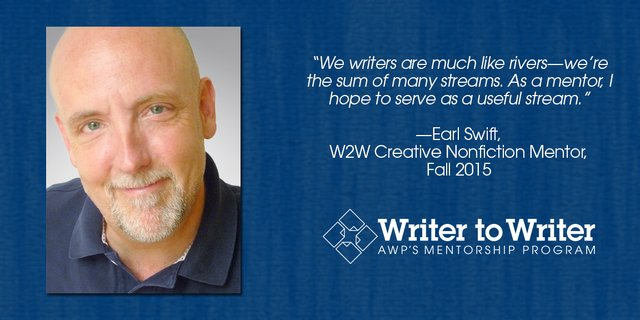 “We writers are much like rivers—we’re
the sum of many streams. As a mentor, I
hope to serve as a useful stream.”
—Earl Swift,
W2W Creative Nonfiction Mentor,
Fall 2015
Writer to Writer
AWP'S MENTORSHIP PROGRAM